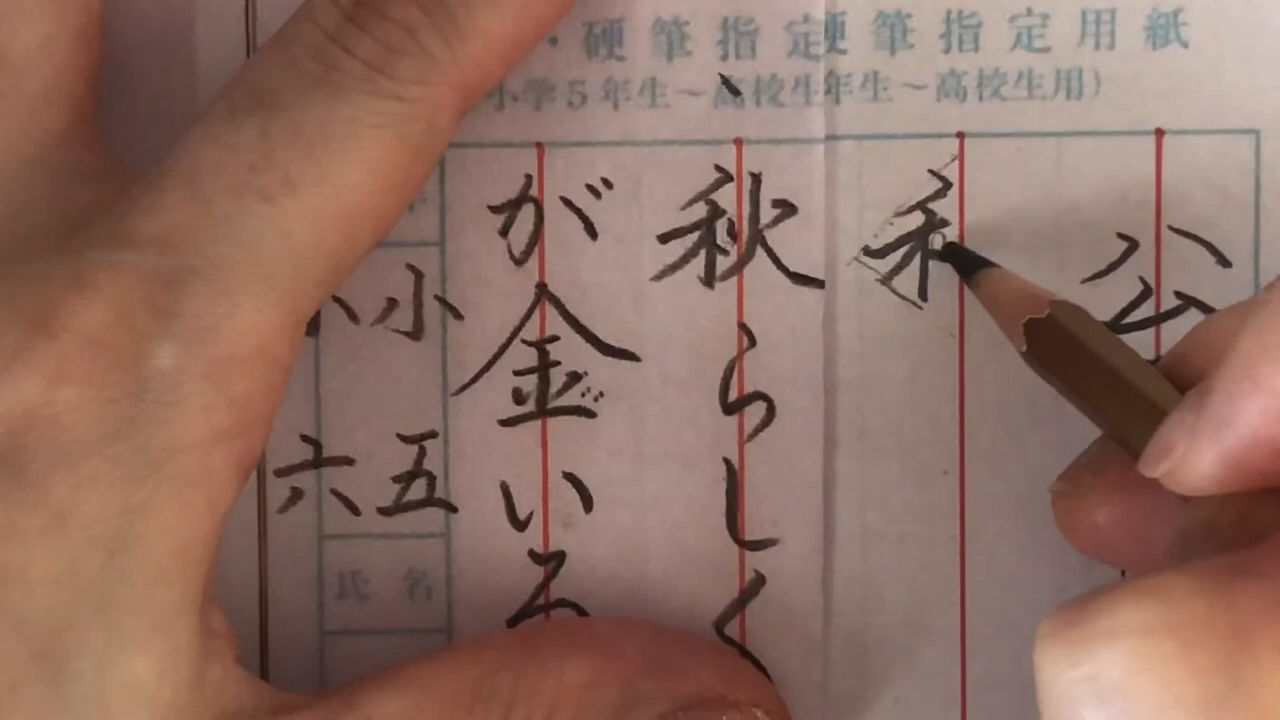 ・硬筆指定硬筆指定用紙
小学5年生～高校生年生～高校生用）
公
禾
秋らしく
が金いろ
小五
小六
氏名